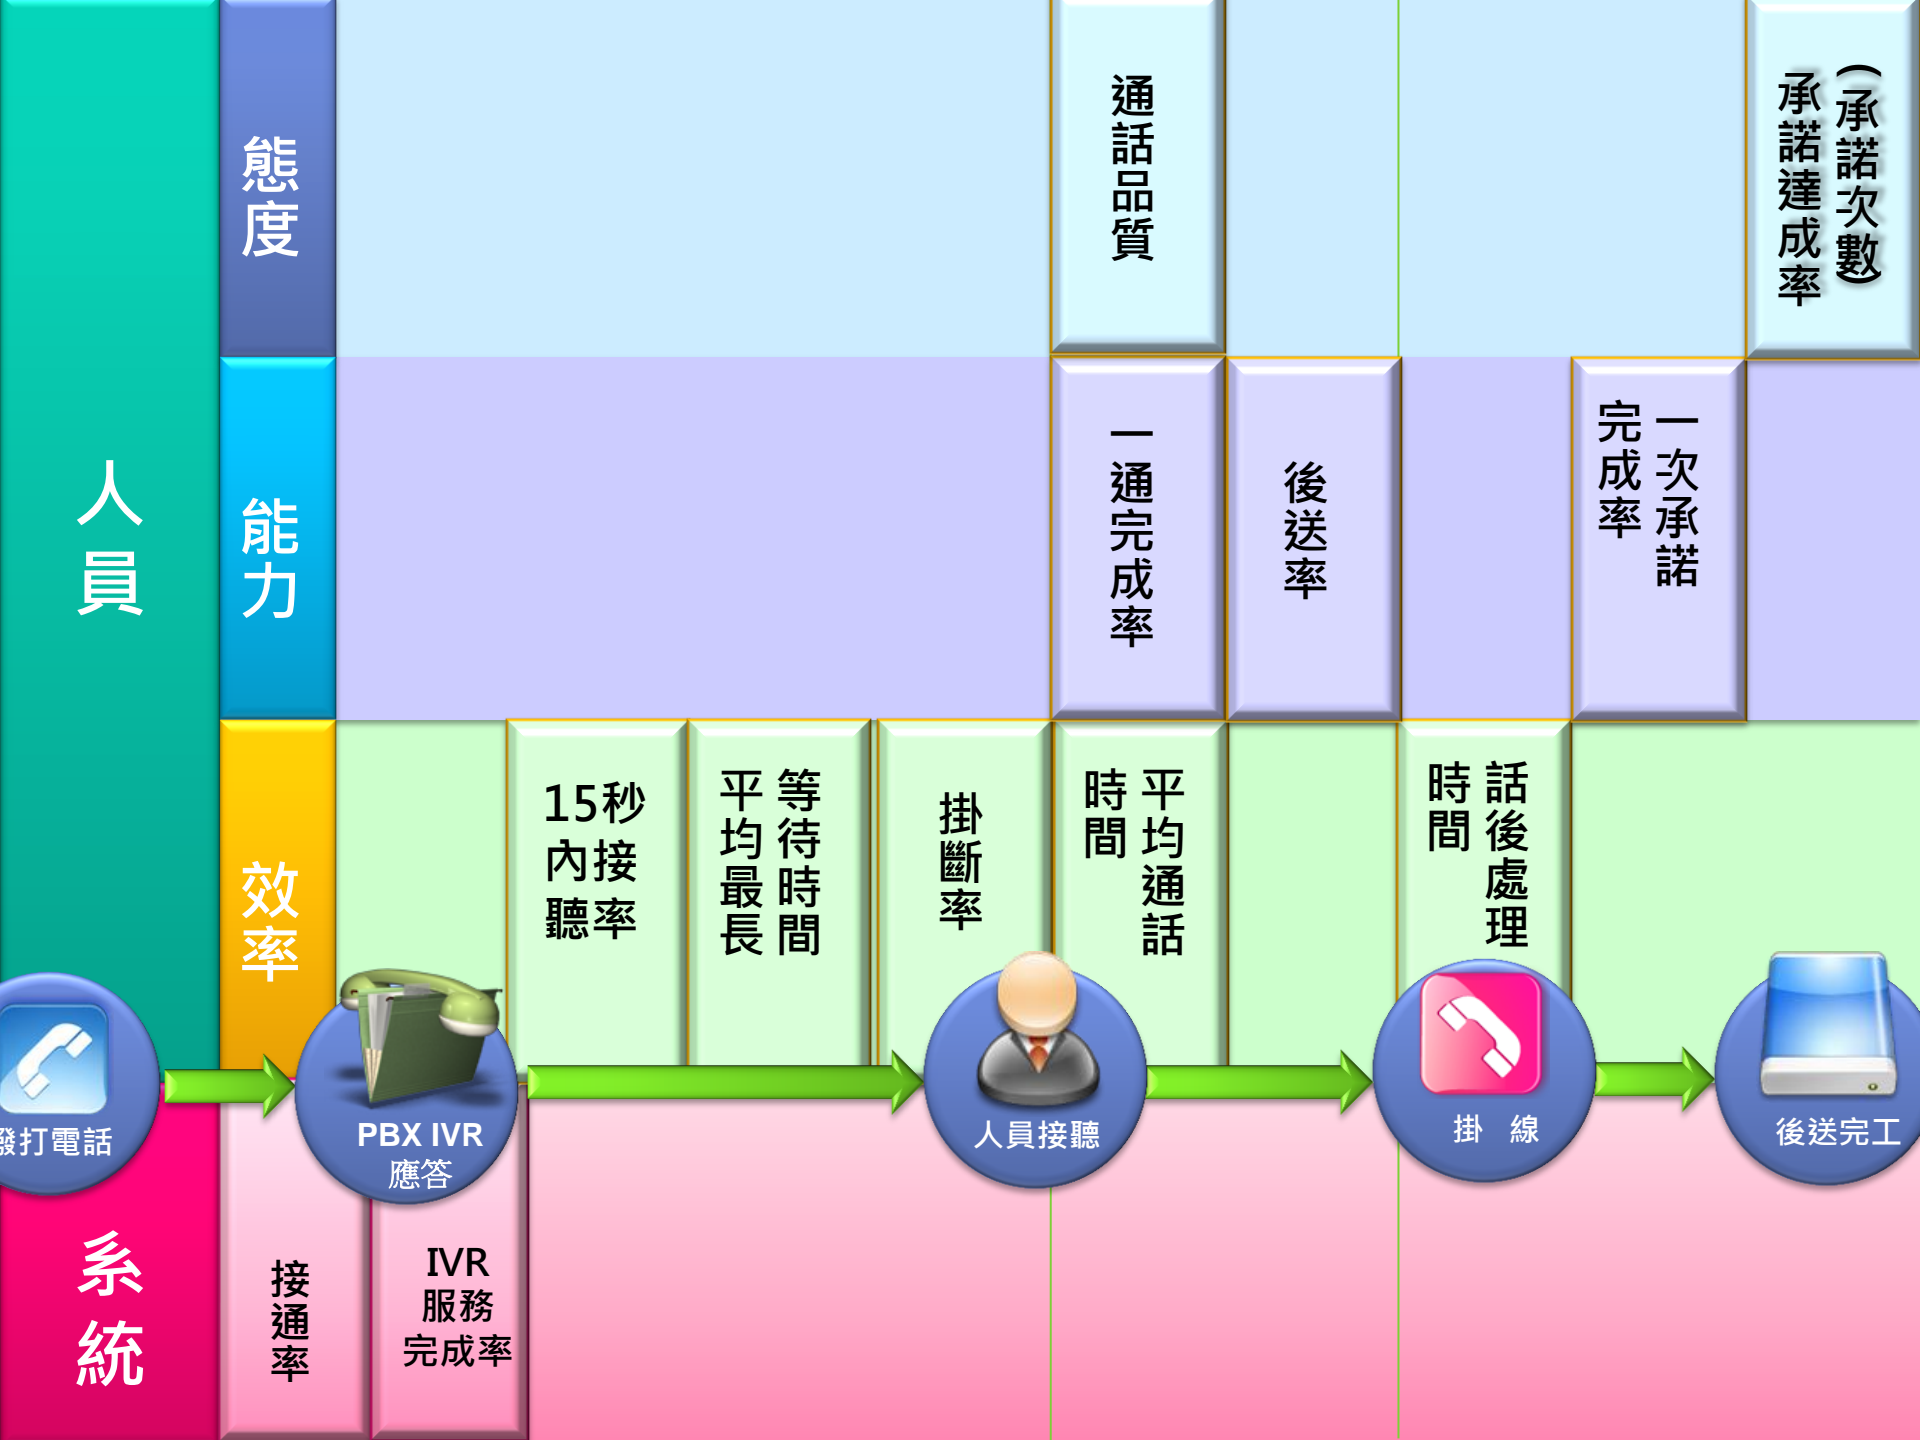 人員
態度
通話品質
(承諾次數)
承諾達成率
能力
一通完成率
後送率
一次承諾
完成率
效率
15秒
內接
聽率
等待時間
平均最長
掛斷率
平均通話
時間
話後處理
時間
撥打電話
PBX IVR
應答
人員接聽
掛 線
後送完工
系統
接通率
IVR
服務
完成率